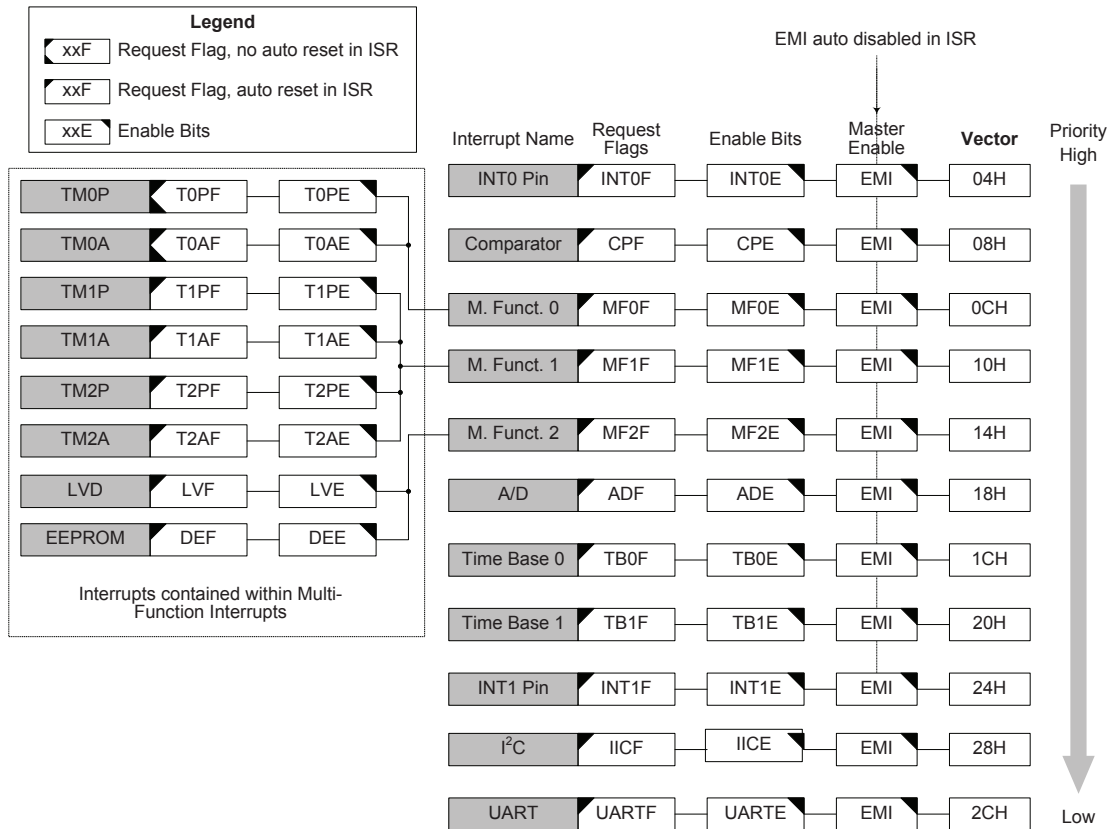 Legend
xxF Request Flag, no auto reset in ISR
xxF Request Flag, auto reset in ISR
xxE Enable Bits
EMI auto disabled in ISR
Interrupt Name Request Flags Enable Bits Master Enable Vector Priority High
INT0 Pin INT0F INT0E EMI 04H
Comparator CPF CPE EMI 08H
M. Funct. 0 MF0F MF0E EMI 0CH
M. Funct. 1 MF1F MF1E EMI 10H
M. Funct. 2 MF2F MF2E EMI 14H
A/D ADF ADE EMI 18H
Time Base 0 TB0F TB0E EMI 1CH
Time Base 1 TB1F TB1E EMI 20H
INT1 Pin INT1F INT1E EMI 24H
I²C IICF IICE EMI 28H
UART UARTF UARTE EMI 2CH
Low
TM0P T0PF T0PE
TM0A T0AF T0AE
TM1P T1PF T1PE
TM1A T1AF T1AE
TM2P T2PF T2PE
TM2A T2AF T2AE
LVD LVF LVE
EEPROM DEF DEE
Interrupts contained within Multi-
Function Interrupts